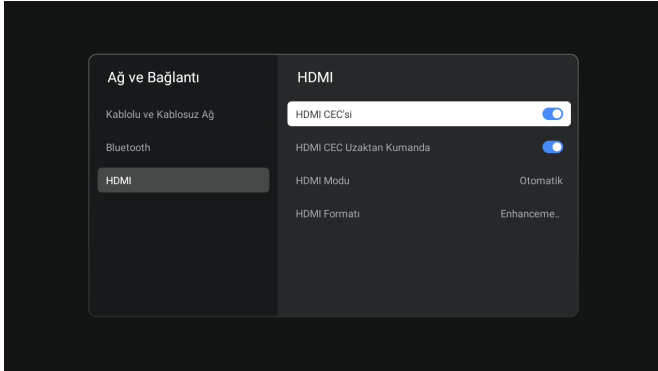 Ağ ve Bağlantı
Kablolu ve Kablosuz Ağ
Bluetooth
HDMI
HDMI
HDMI CEC'si
HDMI CEC Uzaktan Kumanda
HDMI Modu Otomatik
HDMI Formatı Enhanceme..